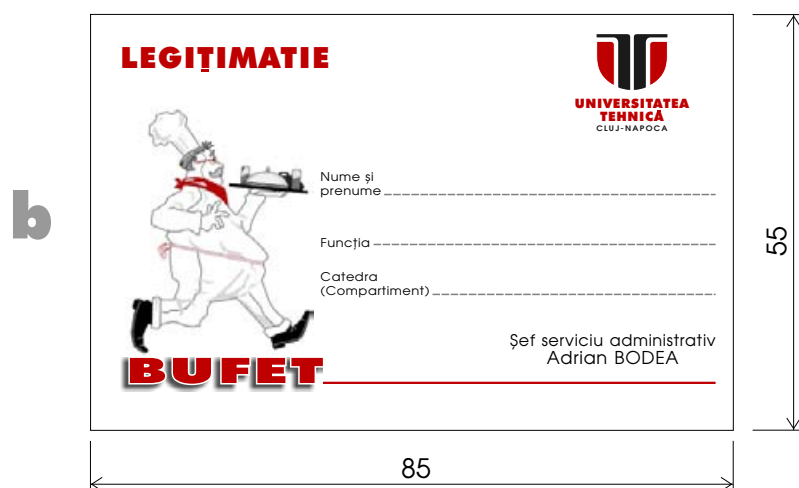 LEGIȚIMATIE
UNIVERSITATEA
TEHNICĂ
CLUJ-NAPOCA
b
Nume și
prenume
Funcția
Catedra
(Compartiment)
Șef serviciu administrativ
Adrian BODEA
BUFET
55
85